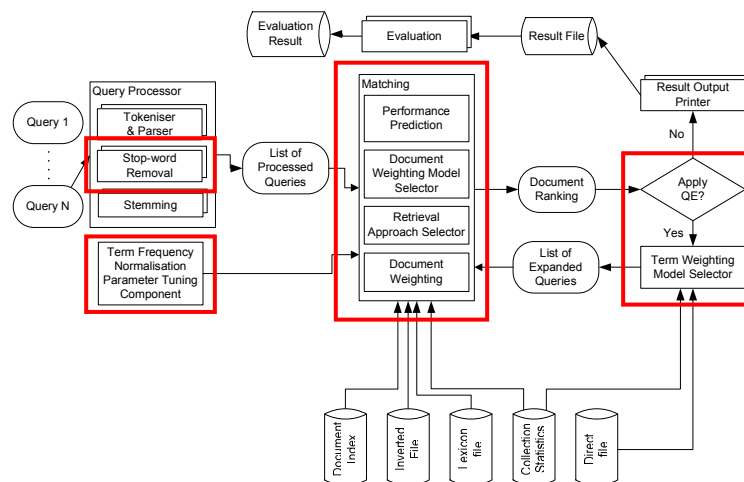 Evaluation
Result
Evaluation
Result File
Query Processor
Tokeniser
& Parser
Stop-word
Removal
Stemming
Query 1
Query N
List of
Processed
Queries
Matching
Performance
Prediction
Document
Weighting Model
Selector
Retrieval
Approach Selector
Document
Weighting
Document
Ranking
Result Output
Printer
No
Apply
QE?
Yes
Term Weighting
Model Selector
List of
Expanded
Queries
Term Frequency
Normalisation
Parameter Tuning
Component
Document
Index
Inverted
File
Lexicon
file
Collection
Statistics
Direct
file